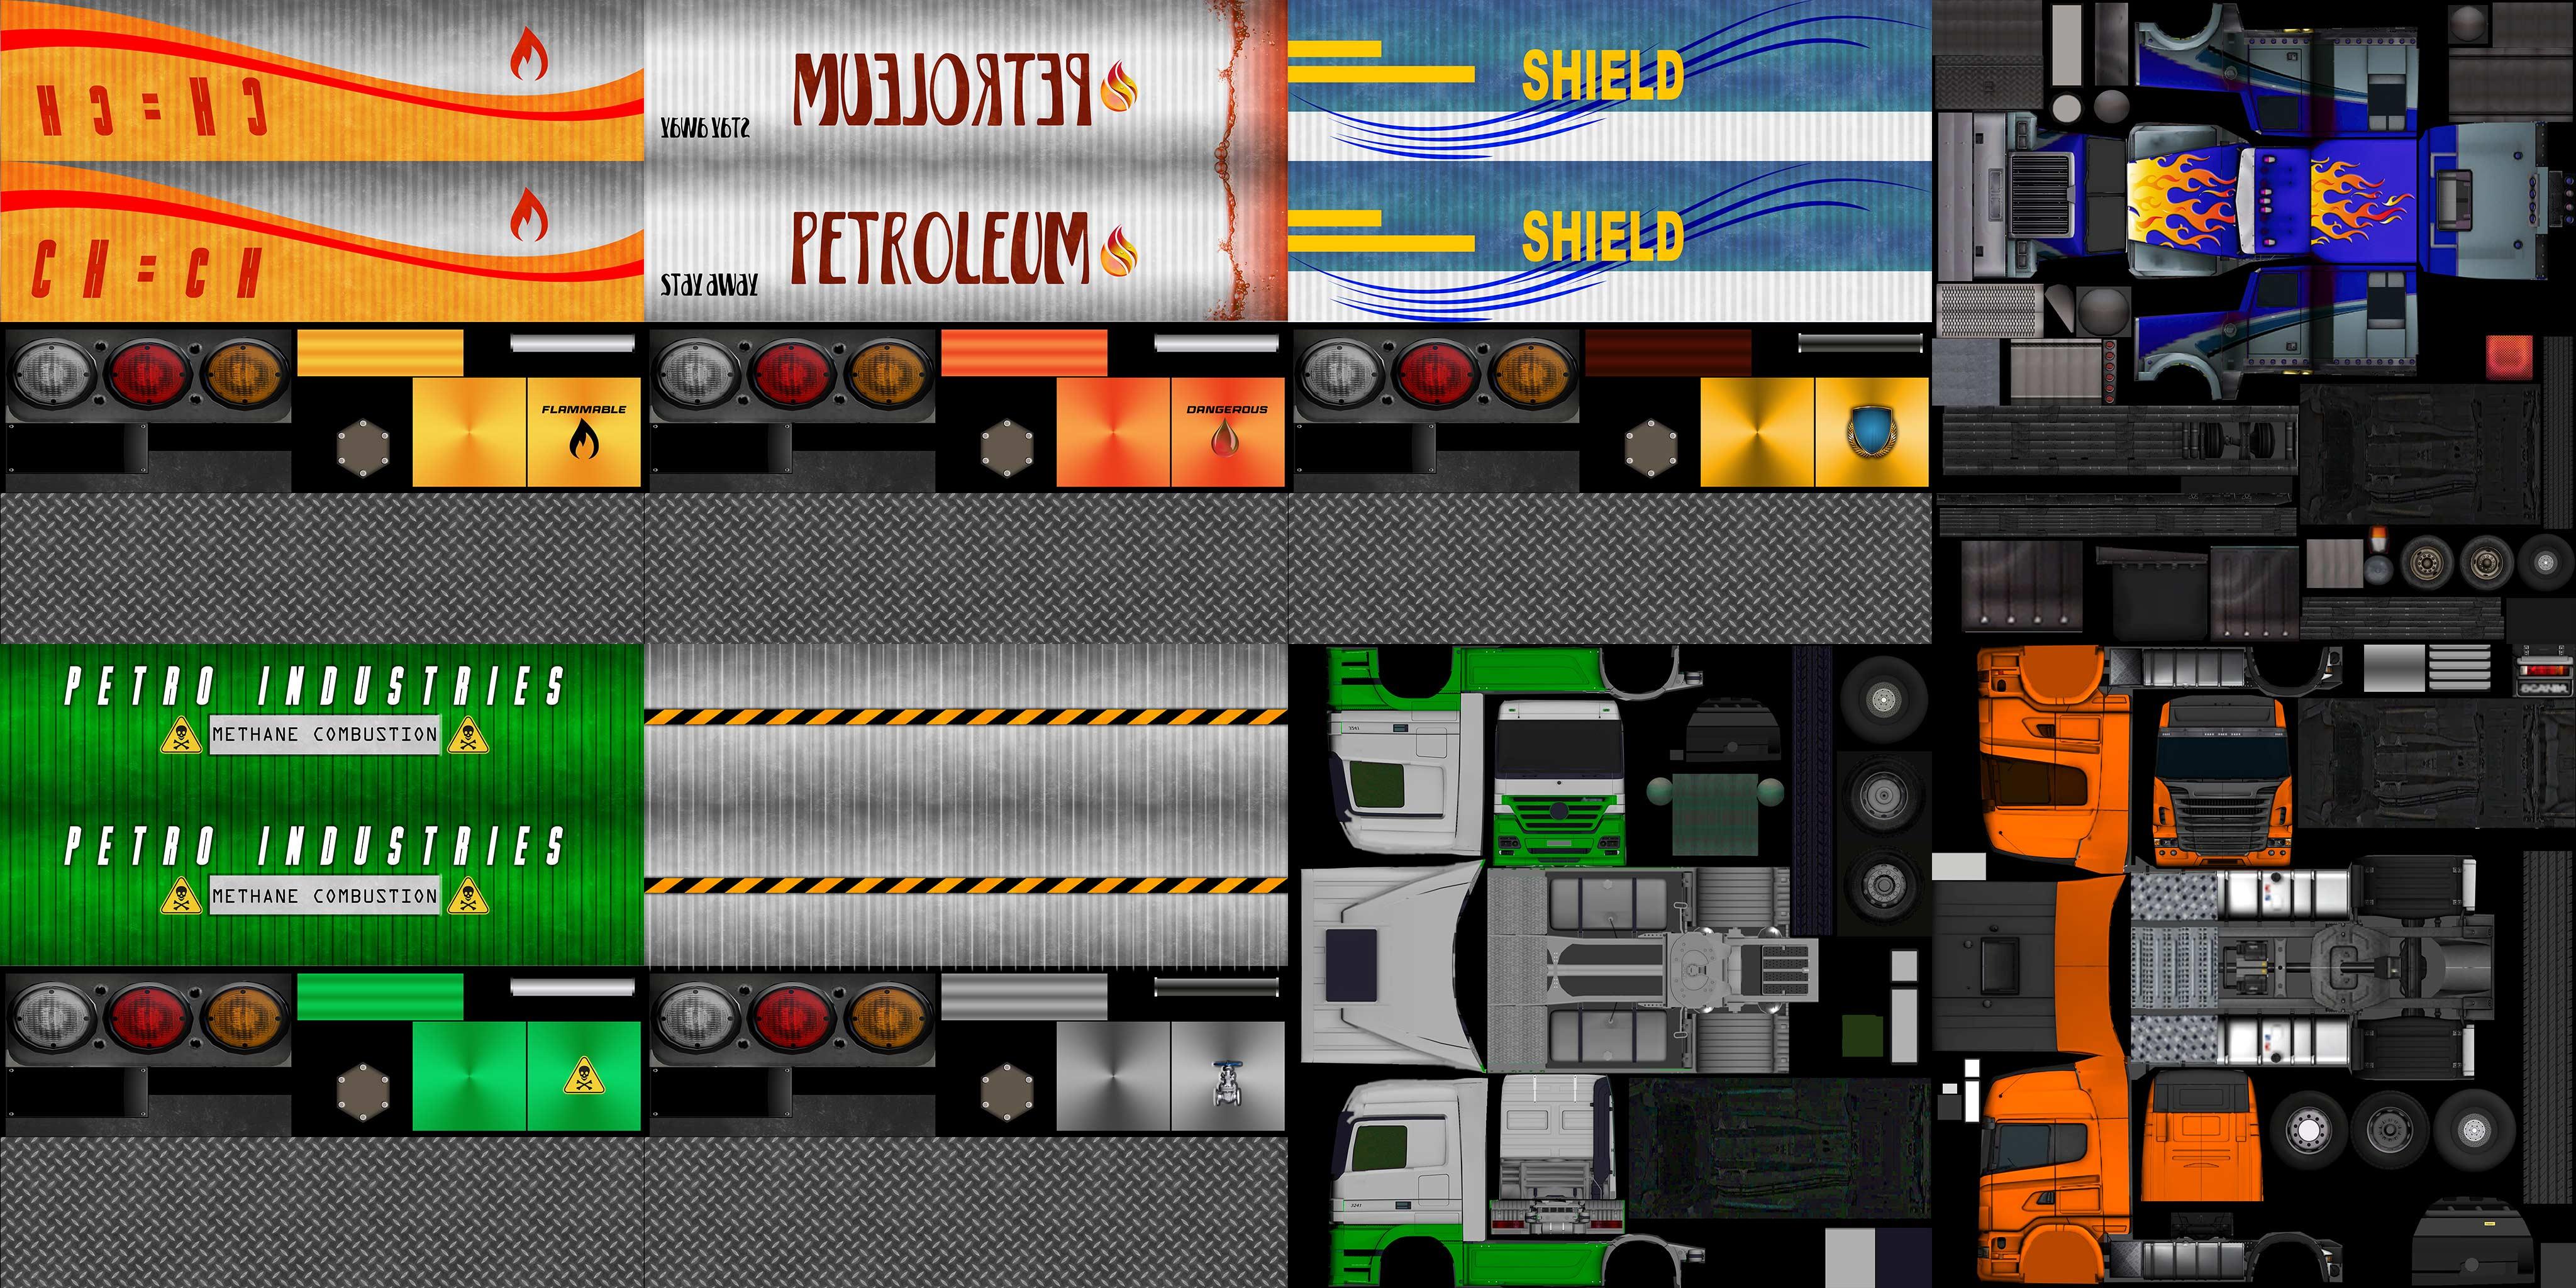 CH=CH
STAY AWAY
PETROLEUM
SHIELD
CH=CH
STAY AWAY
PETROLEUM
SHIELD
FLAMMABLE
DANGEROUS
PETRO INDUSTRIES
METHANE COMBUSTION
PETRO INDUSTRIES
METHANE COMBUSTION
SCANIA
3241